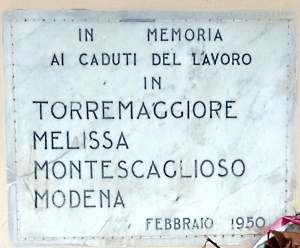 IN MEMORIA
AI CADUTI DEL LAVORO
IN
TORREMAGGIORE
MELISSA
MONTESCAGLIOSO
MODENA
FEBBRAIO 1950